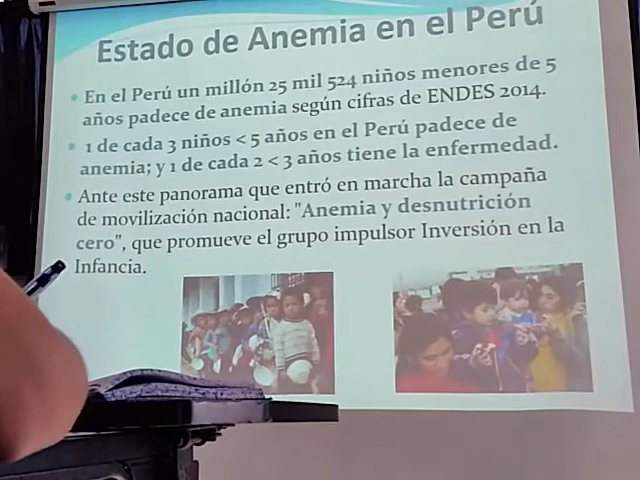 Estado de Anemia en el Perú
En el Perú un millón 25 mil 524 niños menores de 5
años padece de anemia según cifras de ENDES 2014.
1 de cada 3 niños < 5 años en el Perú padece de
anemia; y 1 de cada 2 < 3 años tiene la enfermedad.
Ante este panorama que entró en marcha la campaña
de movilización nacional: "Anemia y desnutrición
cero", que promueve el grupo impulsor Inversión en la
Infancia.